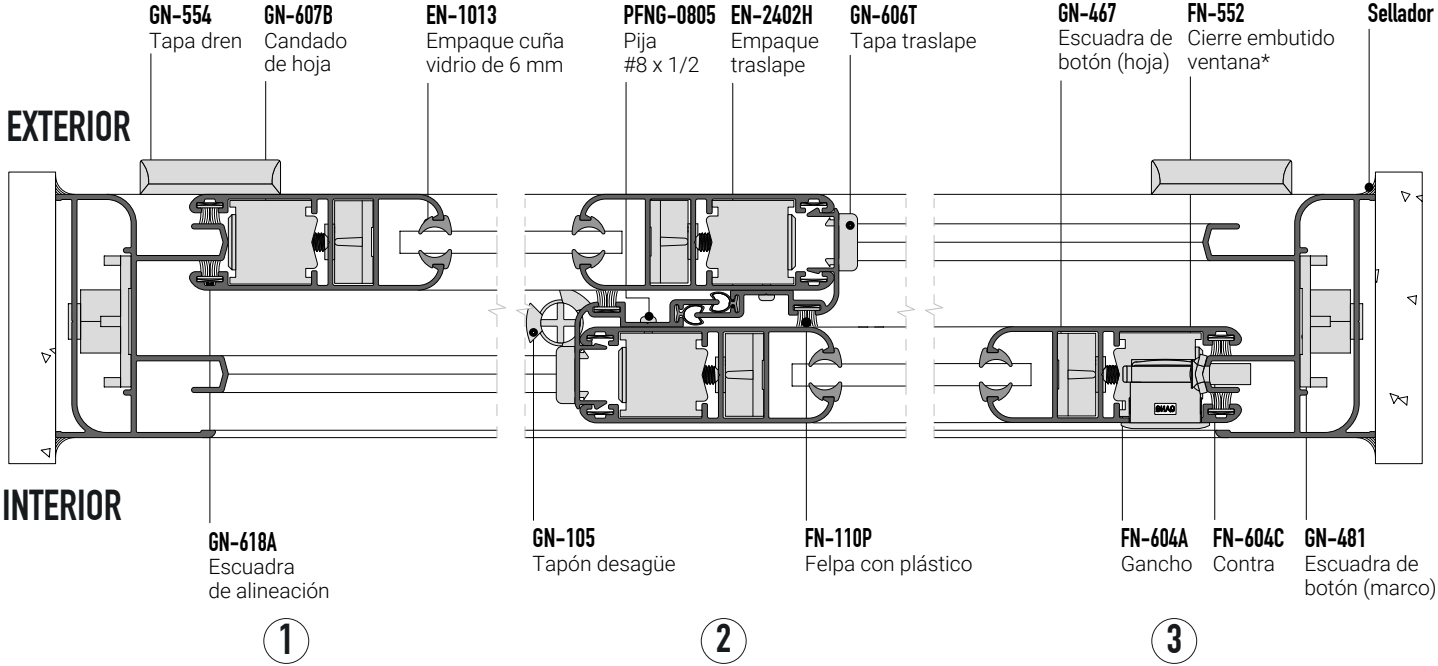 GN-554
Tapa dren
GN-607B
Candado
de hoja
EN-1013
Empaque cuña
vidrio de 6 mm
PFNG-0805
Pija
#8 x 1/2
EN-2402H
Empaque
traslape
GN-606T
Tapa traslape
GN-467
Escuadra de
botón (hoja)
FN-552
Cierre embutido
ventana*
Sellador
EXTERIOR
INTERIOR
GN-618A
Escuadra
de alineación
GN-105
Tapón desagüe
FN-110P
Felpa con plástico
FN-604A
Gancho
FN-604C
Contra
GN-481
Escuadra de
botón (marco)
1
2
3